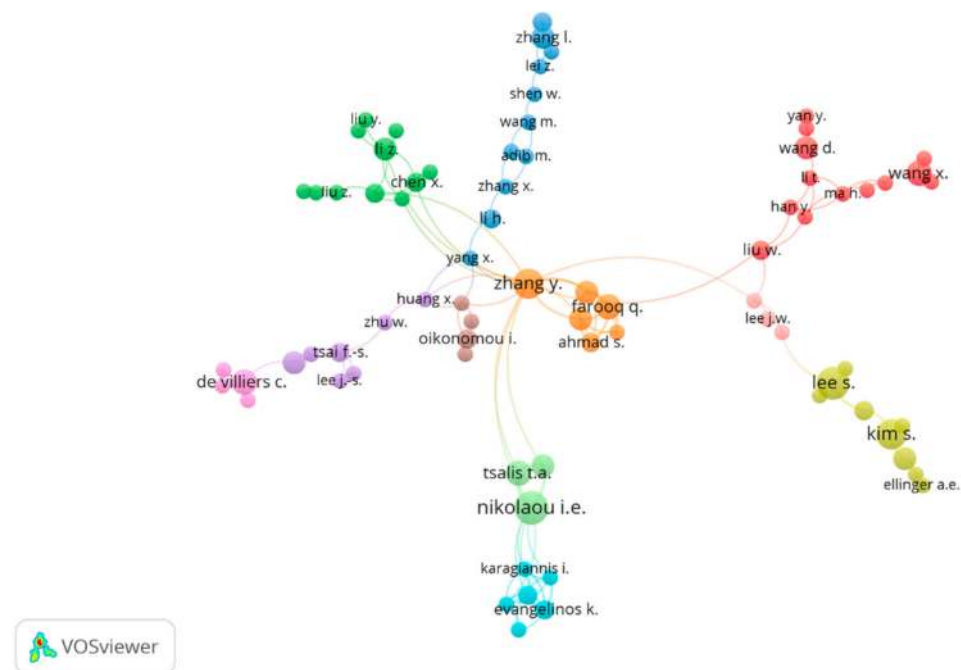 zhang l.
lei z.
shen w.
wang m.
adib m.
zhang x.
li h.
yang x.
liu y.
li z.
chen x.
liu z.
yan y.
wang d.
li t.
wang x.
ma h.
han y.
liu w.
zhang y.
farooq q.
ahmad s.
huang x.
zhu w.
oikonomou i.
tsai f.-s.
lee j.-s.
de villiers c.
lee j.w.
lee s.
kim s.
ellinger a.e.
tsalis t.a.
nikolaou i.e.
karagiannis i.
evangelinos k.
VOSviewer